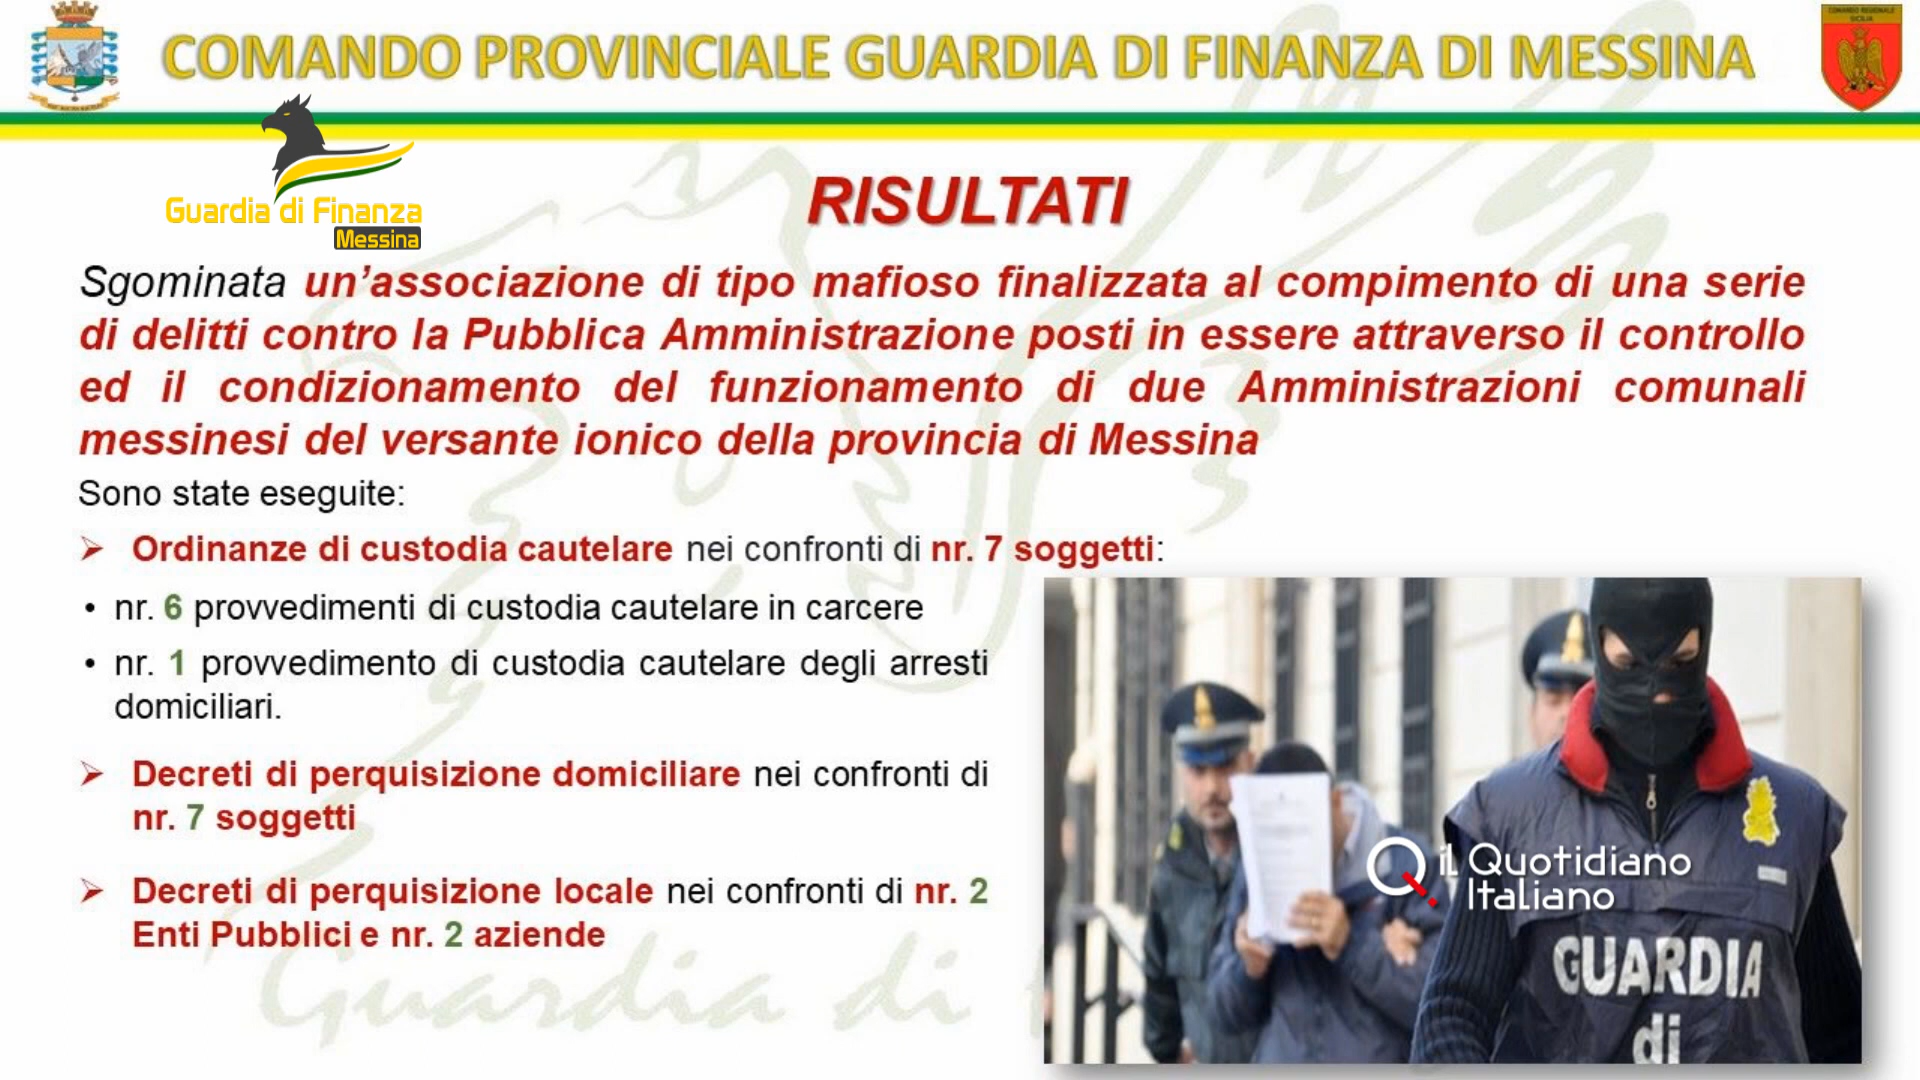 COMANDO PROVINCIALE GUARDIA DI FINANZA DI MESSINA
COMANDO REGIONALE
SICILIA
Guardia di Finanza
Messina
RISULTATI
Sgominata un’associazione di tipo mafioso finalizzata al compimento di una serie
di delitti contro la Pubblica Amministrazione posti in essere attraverso il controllo
ed il condizionamento del funzionamento di due Amministrazioni comunali
messinesi del versante ionico della provincia di Messina
Sono state eseguite:
➢ Ordinanze di custodia cautelare nei confronti di nr. 7 soggetti:
• nr. 6 provvedimenti di custodia cautelare in carcere
• nr. 1 provvedimento di custodia cautelare degli arresti
domiciliari.
➢ Decreti di perquisizione domiciliare nei confronti di
nr. 7 soggetti
➢ Decreti di perquisizione locale nei confronti di nr. 2
Enti Pubblici e nr. 2 aziende
il Quotidiano
Italiano
GUARDIA
di
Guardia di